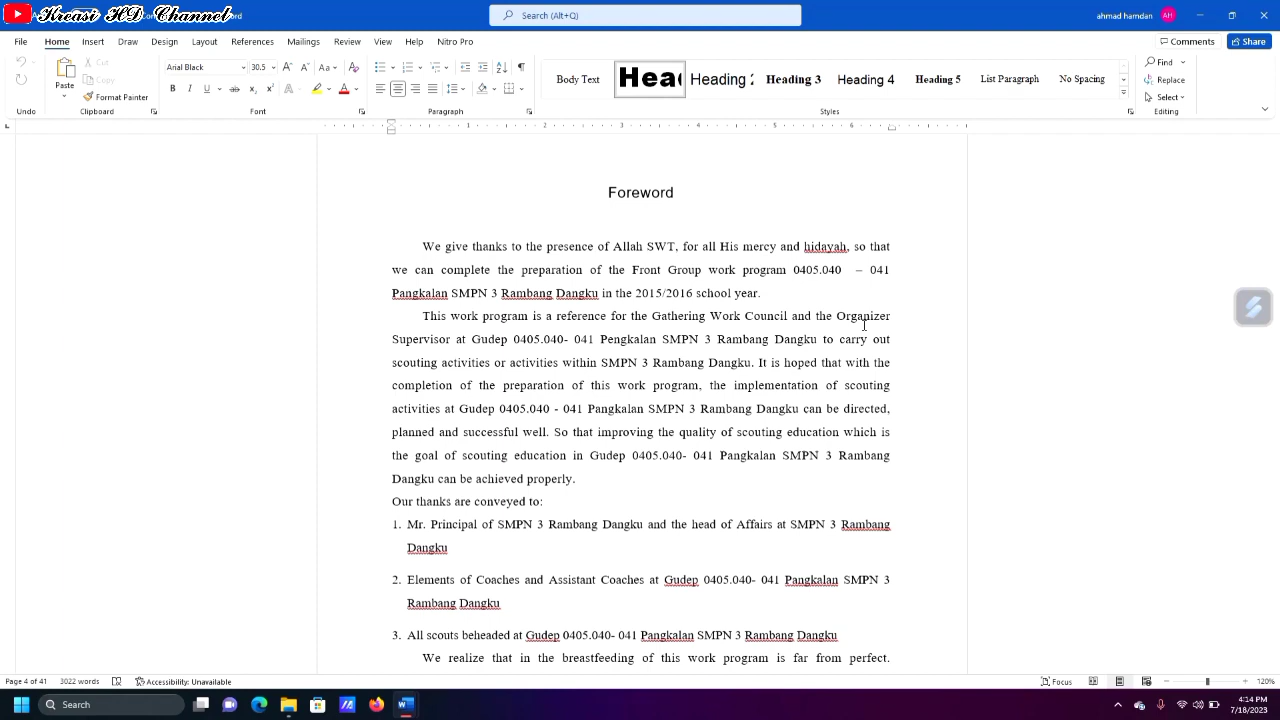 Keast HD Channel
Search (Alt+Q)
ahmad hamdan AH
File Home Insert Draw Design Layout References Mailings Review View Help Nitro Pro
Comments Share
Paste Cut Copy Format Painter
Arial Black 30.5
Body Text Heading 2 Heading 3 Heading 4 Heading 5 List Paragraph No Spacing
Find Replace Select
Undo Clipboard Font Paragraph Styles Editing
1 2 3 4 5 6
Foreword
We give thanks to the presence of Allah SWT, for all His mercy and hidayah, so that
we can complete the preparation of the Front Group work program 0405.040 – 041
Pangkalan SMPN 3 Rambang Dangku in the 2015/2016 school year.
This work program is a reference for the Gathering Work Council and the Organizer
Supervisor at Gudep 0405.040- 041 Pengkalan SMPN 3 Rambang Dangku to carry out
scouting activities or activities within SMPN 3 Rambang Dangku. It is hoped that with the
completion of the preparation of this work program, the implementation of scouting
activities at Gudep 0405.040 - 041 Pangkalan SMPN 3 Rambang Dangku can be directed,
planned and successful well. So that improving the quality of scouting education which is
the goal of scouting education in Gudep 0405.040- 041 Pangkalan SMPN 3 Rambang
Dangku can be achieved properly.
Our thanks are conveyed to:
1. Mr. Principal of SMPN 3 Rambang Dangku and the head of Affairs at SMPN 3 Rambang
Dangku
2. Elements of Coaches and Assistant Coaches at Gudep 0405.040- 041 Pangkalan SMPN 3
Rambang Dangku
3. All scouts beheaded at Gudep 0405.040- 041 Pangkalan SMPN 3 Rambang Dangku
We realize that in the breastfeeding of this work program is far from perfect.
Page 4 of 41 3022 words Accessibility: Unavailable Focus 120%
Search
4:14 PM
7/18/2023